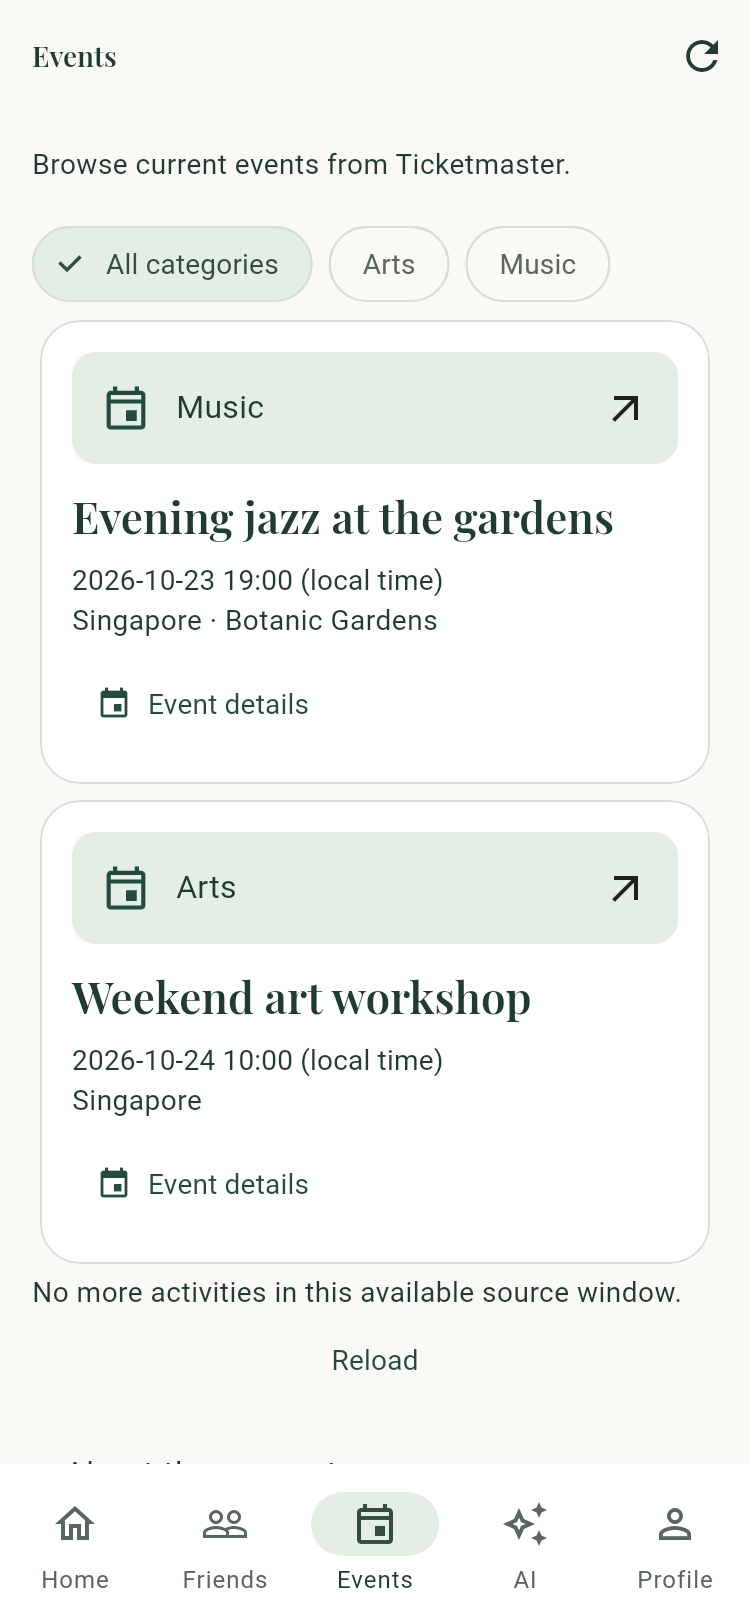 Events
Browse current events from Ticketmaster.
All categories
Arts
Music
Music
Evening jazz at the gardens
2026-10-23 19:00 (local time)
Singapore · Botanic Gardens
Event details
Arts
Weekend art workshop
2026-10-24 10:00 (local time)
Singapore
Event details
No more activities in this available source window.
Reload
Home
Friends
Events
AI
Profile